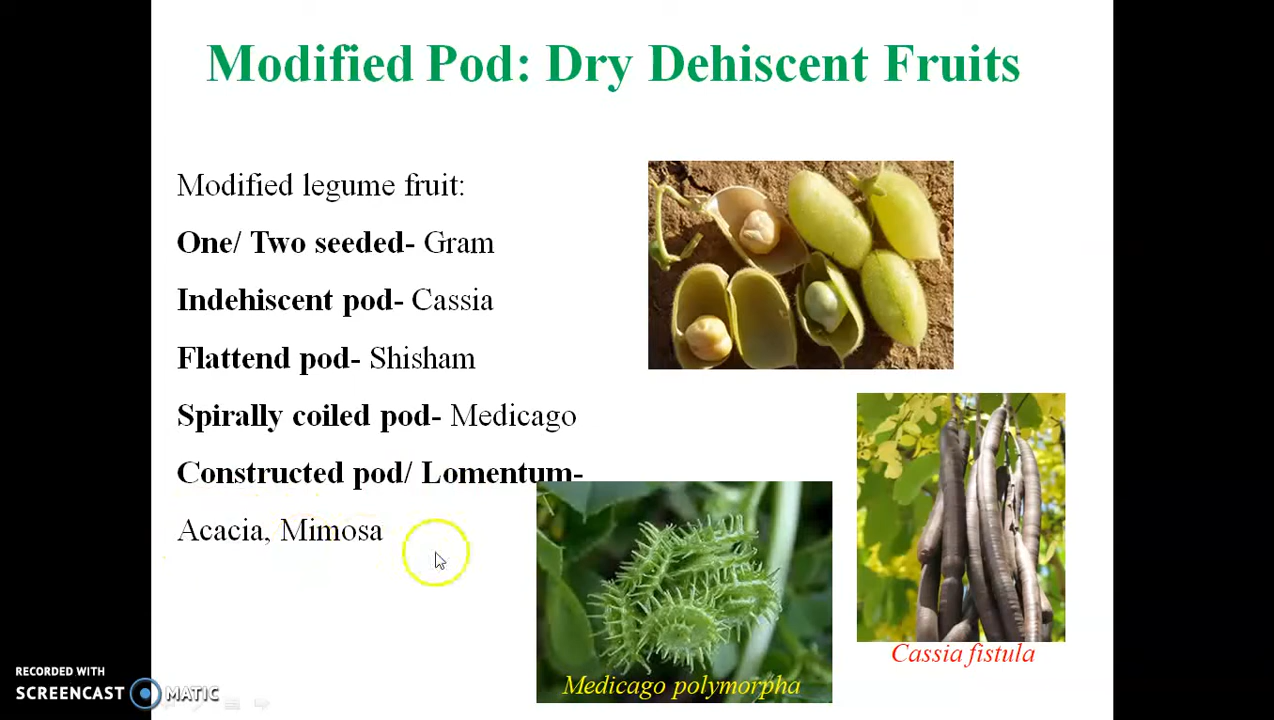 Modified Pod: Dry Dehiscent Fruits
Modified legume fruit:
One/ Two seeded- Gram
Indehiscent pod- Cassia
Flattend pod- Shisham
Spirally coiled pod- Medicago
Constructed pod/ Lomentum-
Acacia, Mimosa
Cassia fistula
Medicago polymorpha
RECORDED WITH
SCREENCAST MATIC